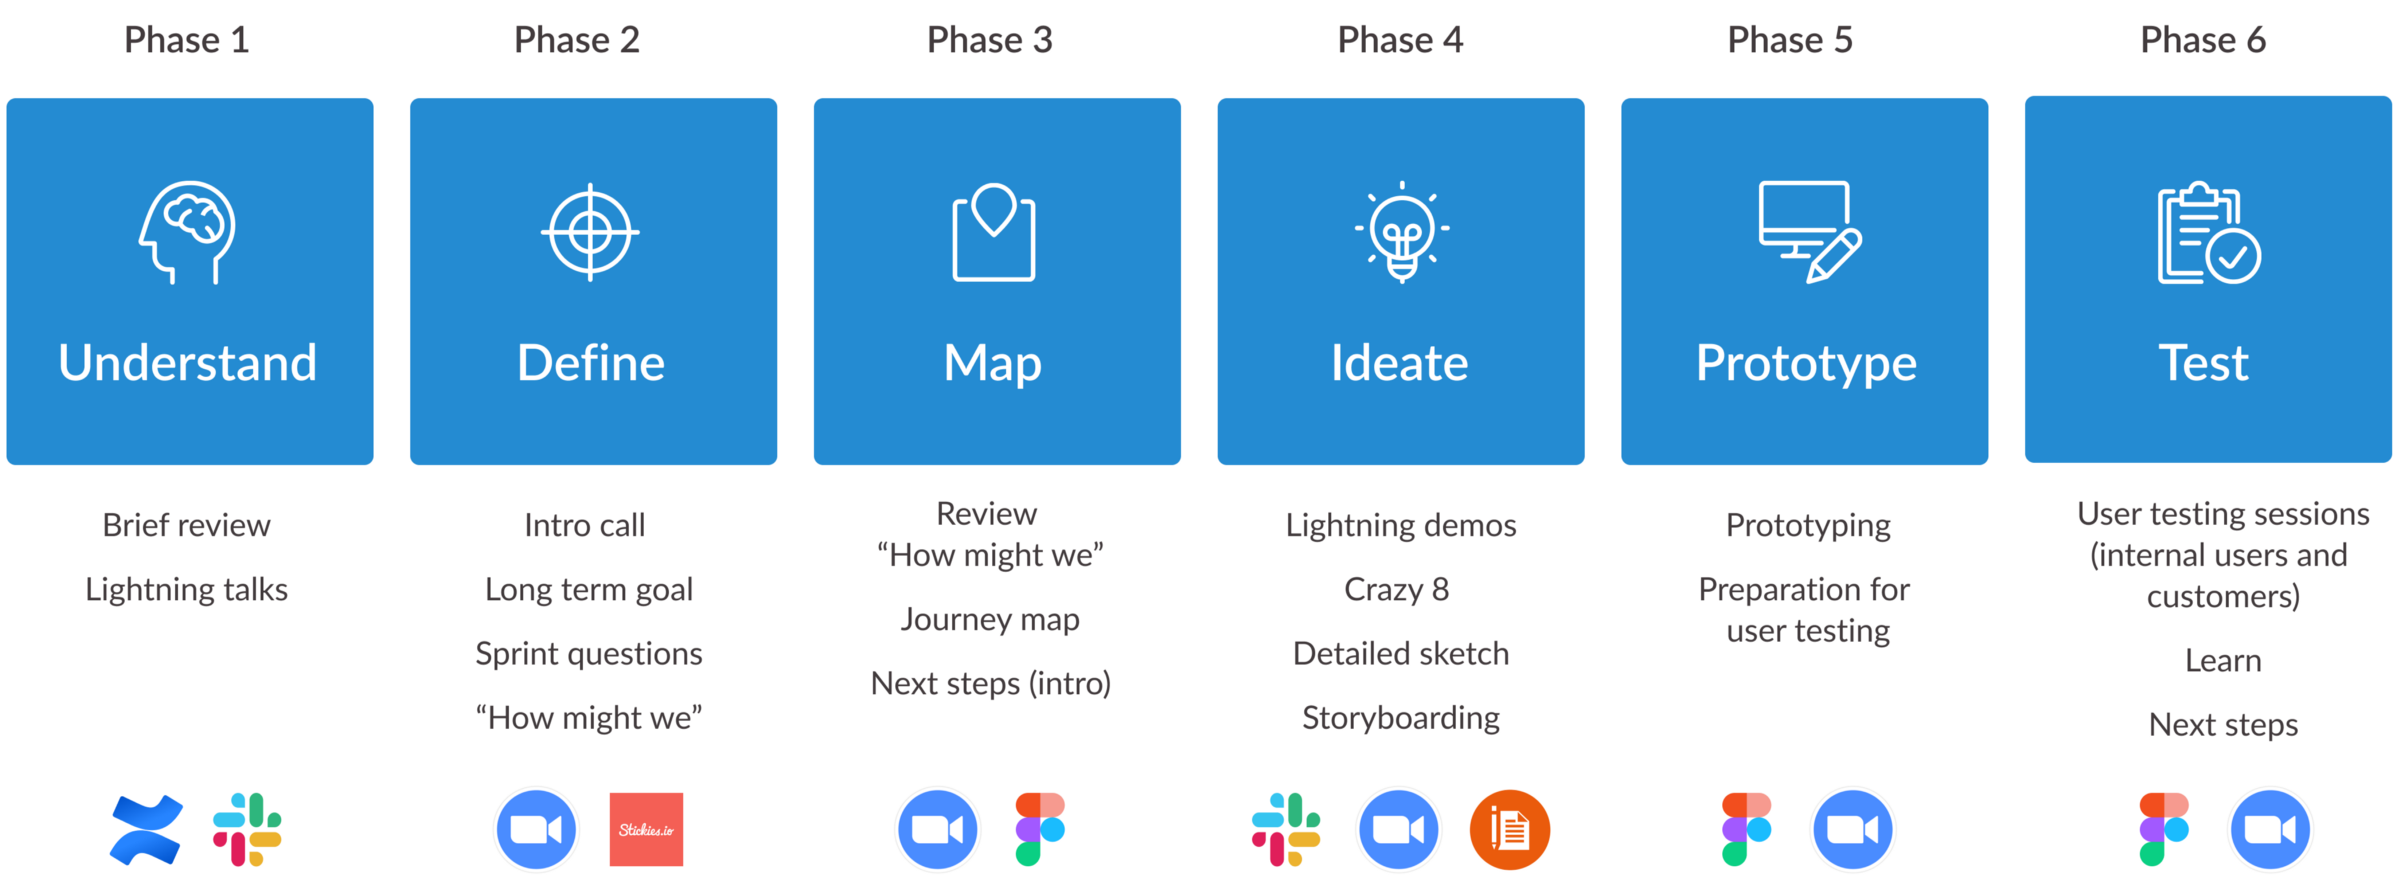 Phase 1
Phase 2
Phase 3
Phase 4
Phase 5
Phase 6
Understand
Define
Map
Ideate
Prototype
Test
Brief review
Lightning talks
Intro call
Long term goal
Sprint questions
“How might we”
Review
“How might we”
Journey map
Next steps (intro)
Lightning demos
Crazy 8
Detailed sketch
Storyboarding
Prototyping
Preparation for
user testing
User testing sessions
(internal users and
customers)
Learn
Next steps
Stickies.io